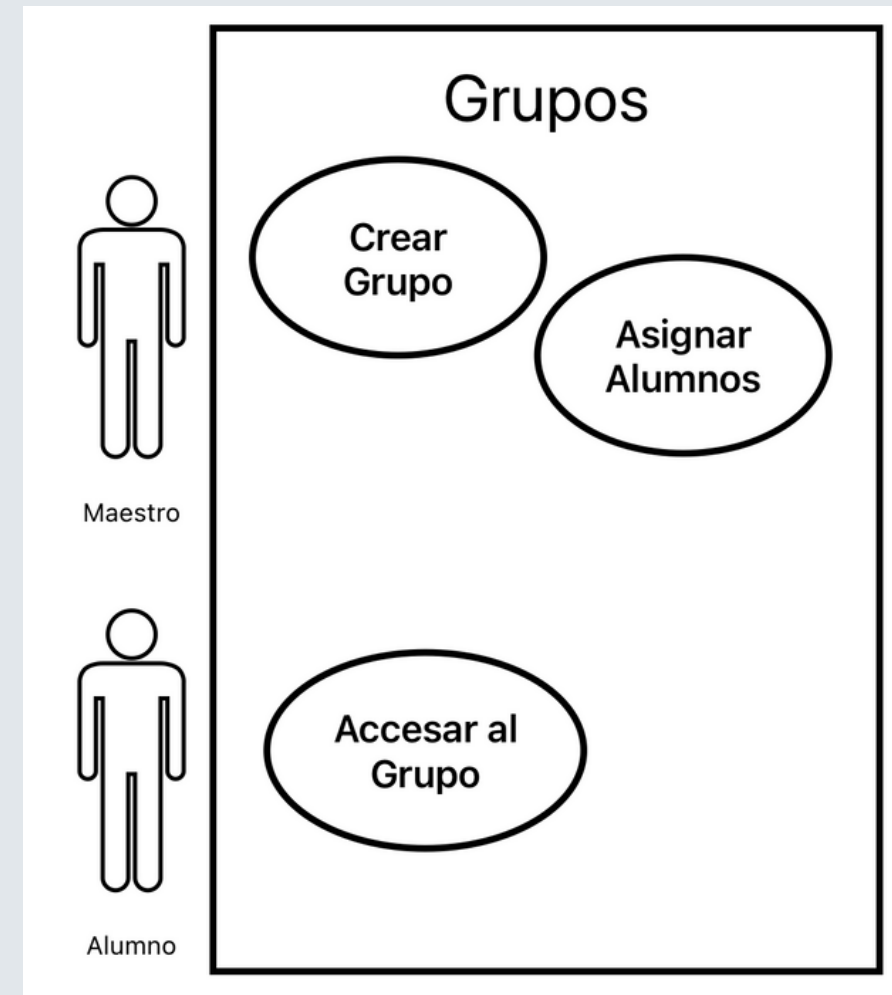 Grupos
Crear
Grupo
Asignar
Alumnos
Maestro
Accesar al
Grupo
Alumno